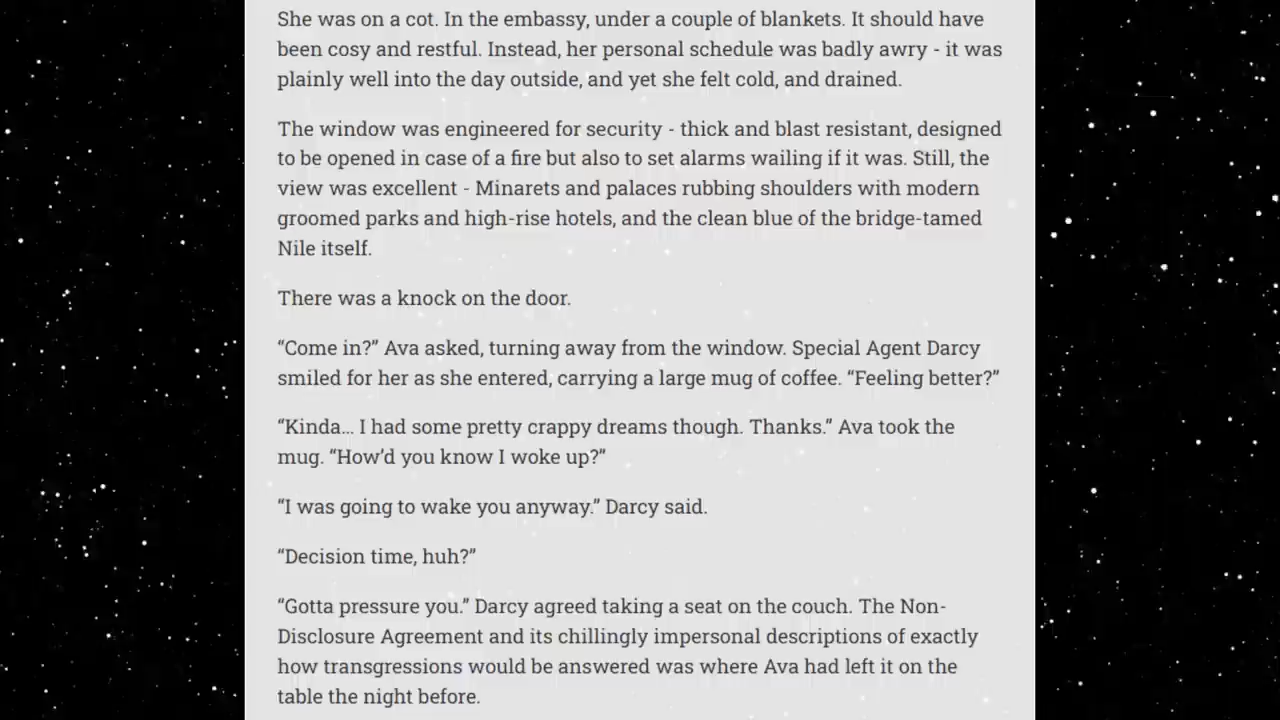 She was on a cot. In the embassy, under a couple of blankets. It should have
been cosy and restful. Instead, her personal schedule was badly awry - it was
plainly well into the day outside, and yet she felt cold, and drained.
The window was engineered for security - thick and blast resistant, designed
to be opened in case of a fire but also to set alarms wailing if it was. Still, the
view was excellent - Minarets and palaces rubbing shoulders with modern
groomed parks and high-rise hotels, and the clean blue of the bridge-tamed
Nile itself.
There was a knock on the door.
“Come in?” Ava asked, turning away from the window. Special Agent Darcy
smiled for her as she entered, carrying a large mug of coffee. “Feeling better?”
“Kinda… I had some pretty crappy dreams though. Thanks.” Ava took the
mug. “How’d you know I woke up?”
“I was going to wake you anyway.” Darcy said.
“Decision time, huh?”
“Gotta pressure you.” Darcy agreed taking a seat on the couch. The Non-
Disclosure Agreement and its chillingly impersonal descriptions of exactly
how transgressions would be answered was where Ava had left it on the
table the night before.